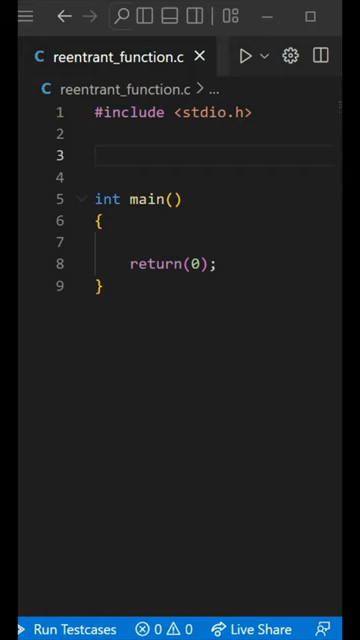 C reentrant_function.c ×
C reentrant_function.c > ...
1 #include <stdio.h>
2
3
4
5 int main()
6 {
7
8 return(0);
9 }
Run Testcases 0 0 Live Share